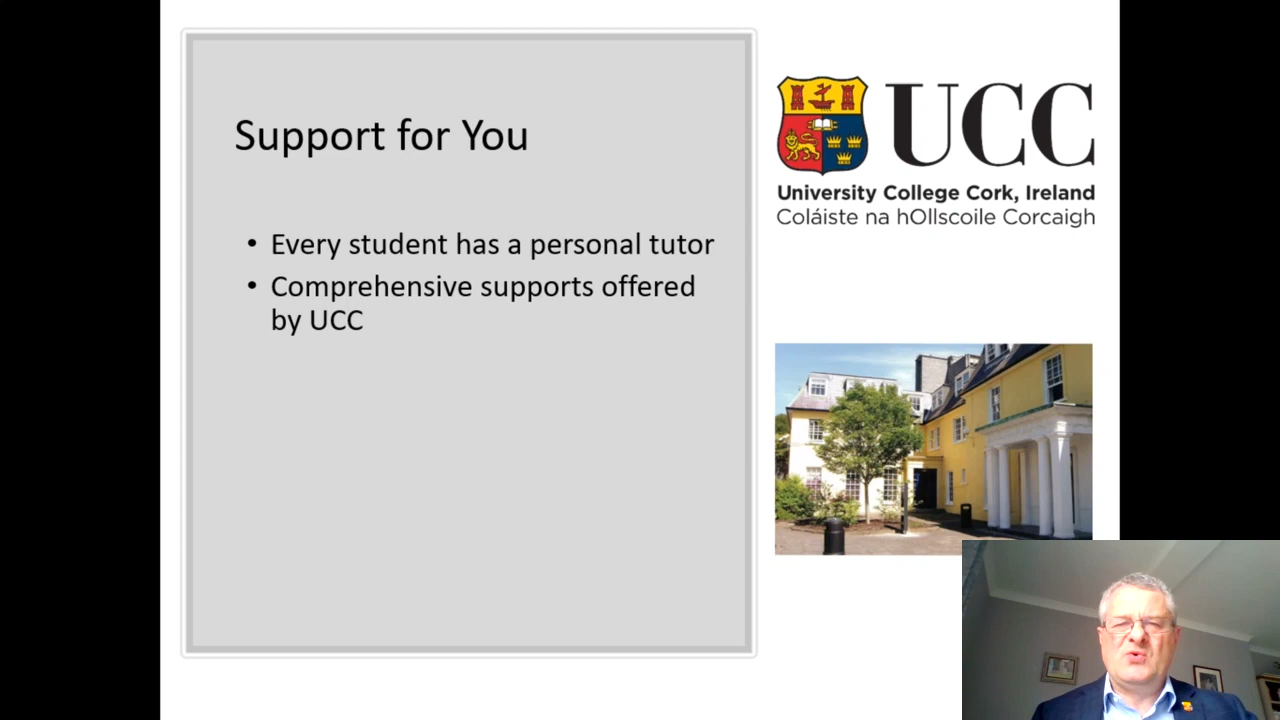 Support for You
• Every student has a personal tutor
• Comprehensive supports offered
by UCC
UCC
University College Cork, Ireland
Coláiste na hOllscoile Corcaigh